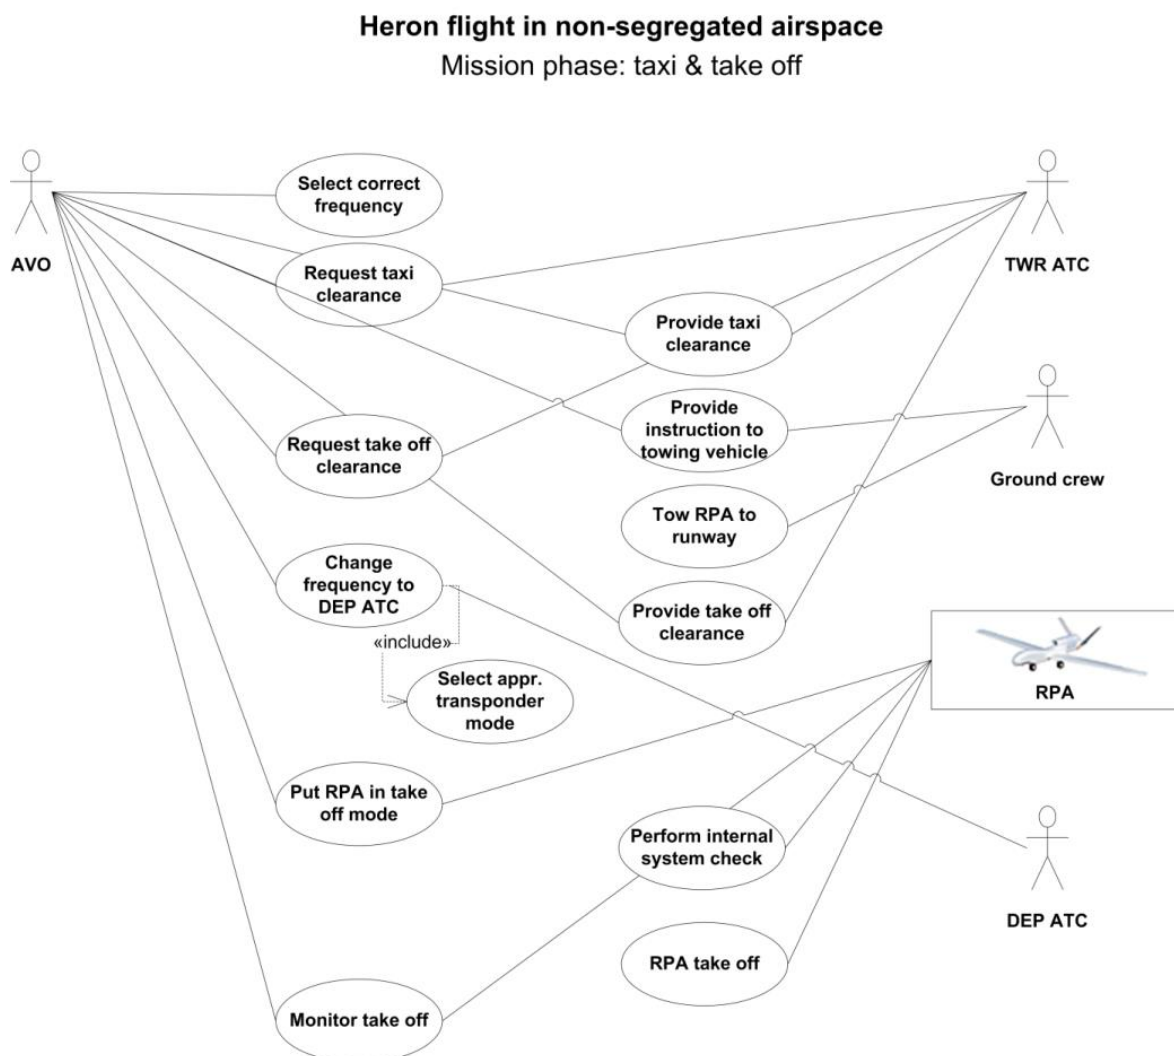 Heron flight in non-segregated airspace
Mission phase: taxi & take off
AVO
Select correct
frequency
Request taxi
clearance
TWR ATC
Provide taxi
clearance
Provide
instruction to
towing vehicle
Request take off
clearance
Ground crew
Tow RPA to
runway
Change
frequency to
DEP ATC
Provide take off
clearance
«include»
Select appr.
transponder
mode
RPA
Put RPA in take
off mode
Perform internal
system check
DEP ATC
RPA take off
Monitor take off